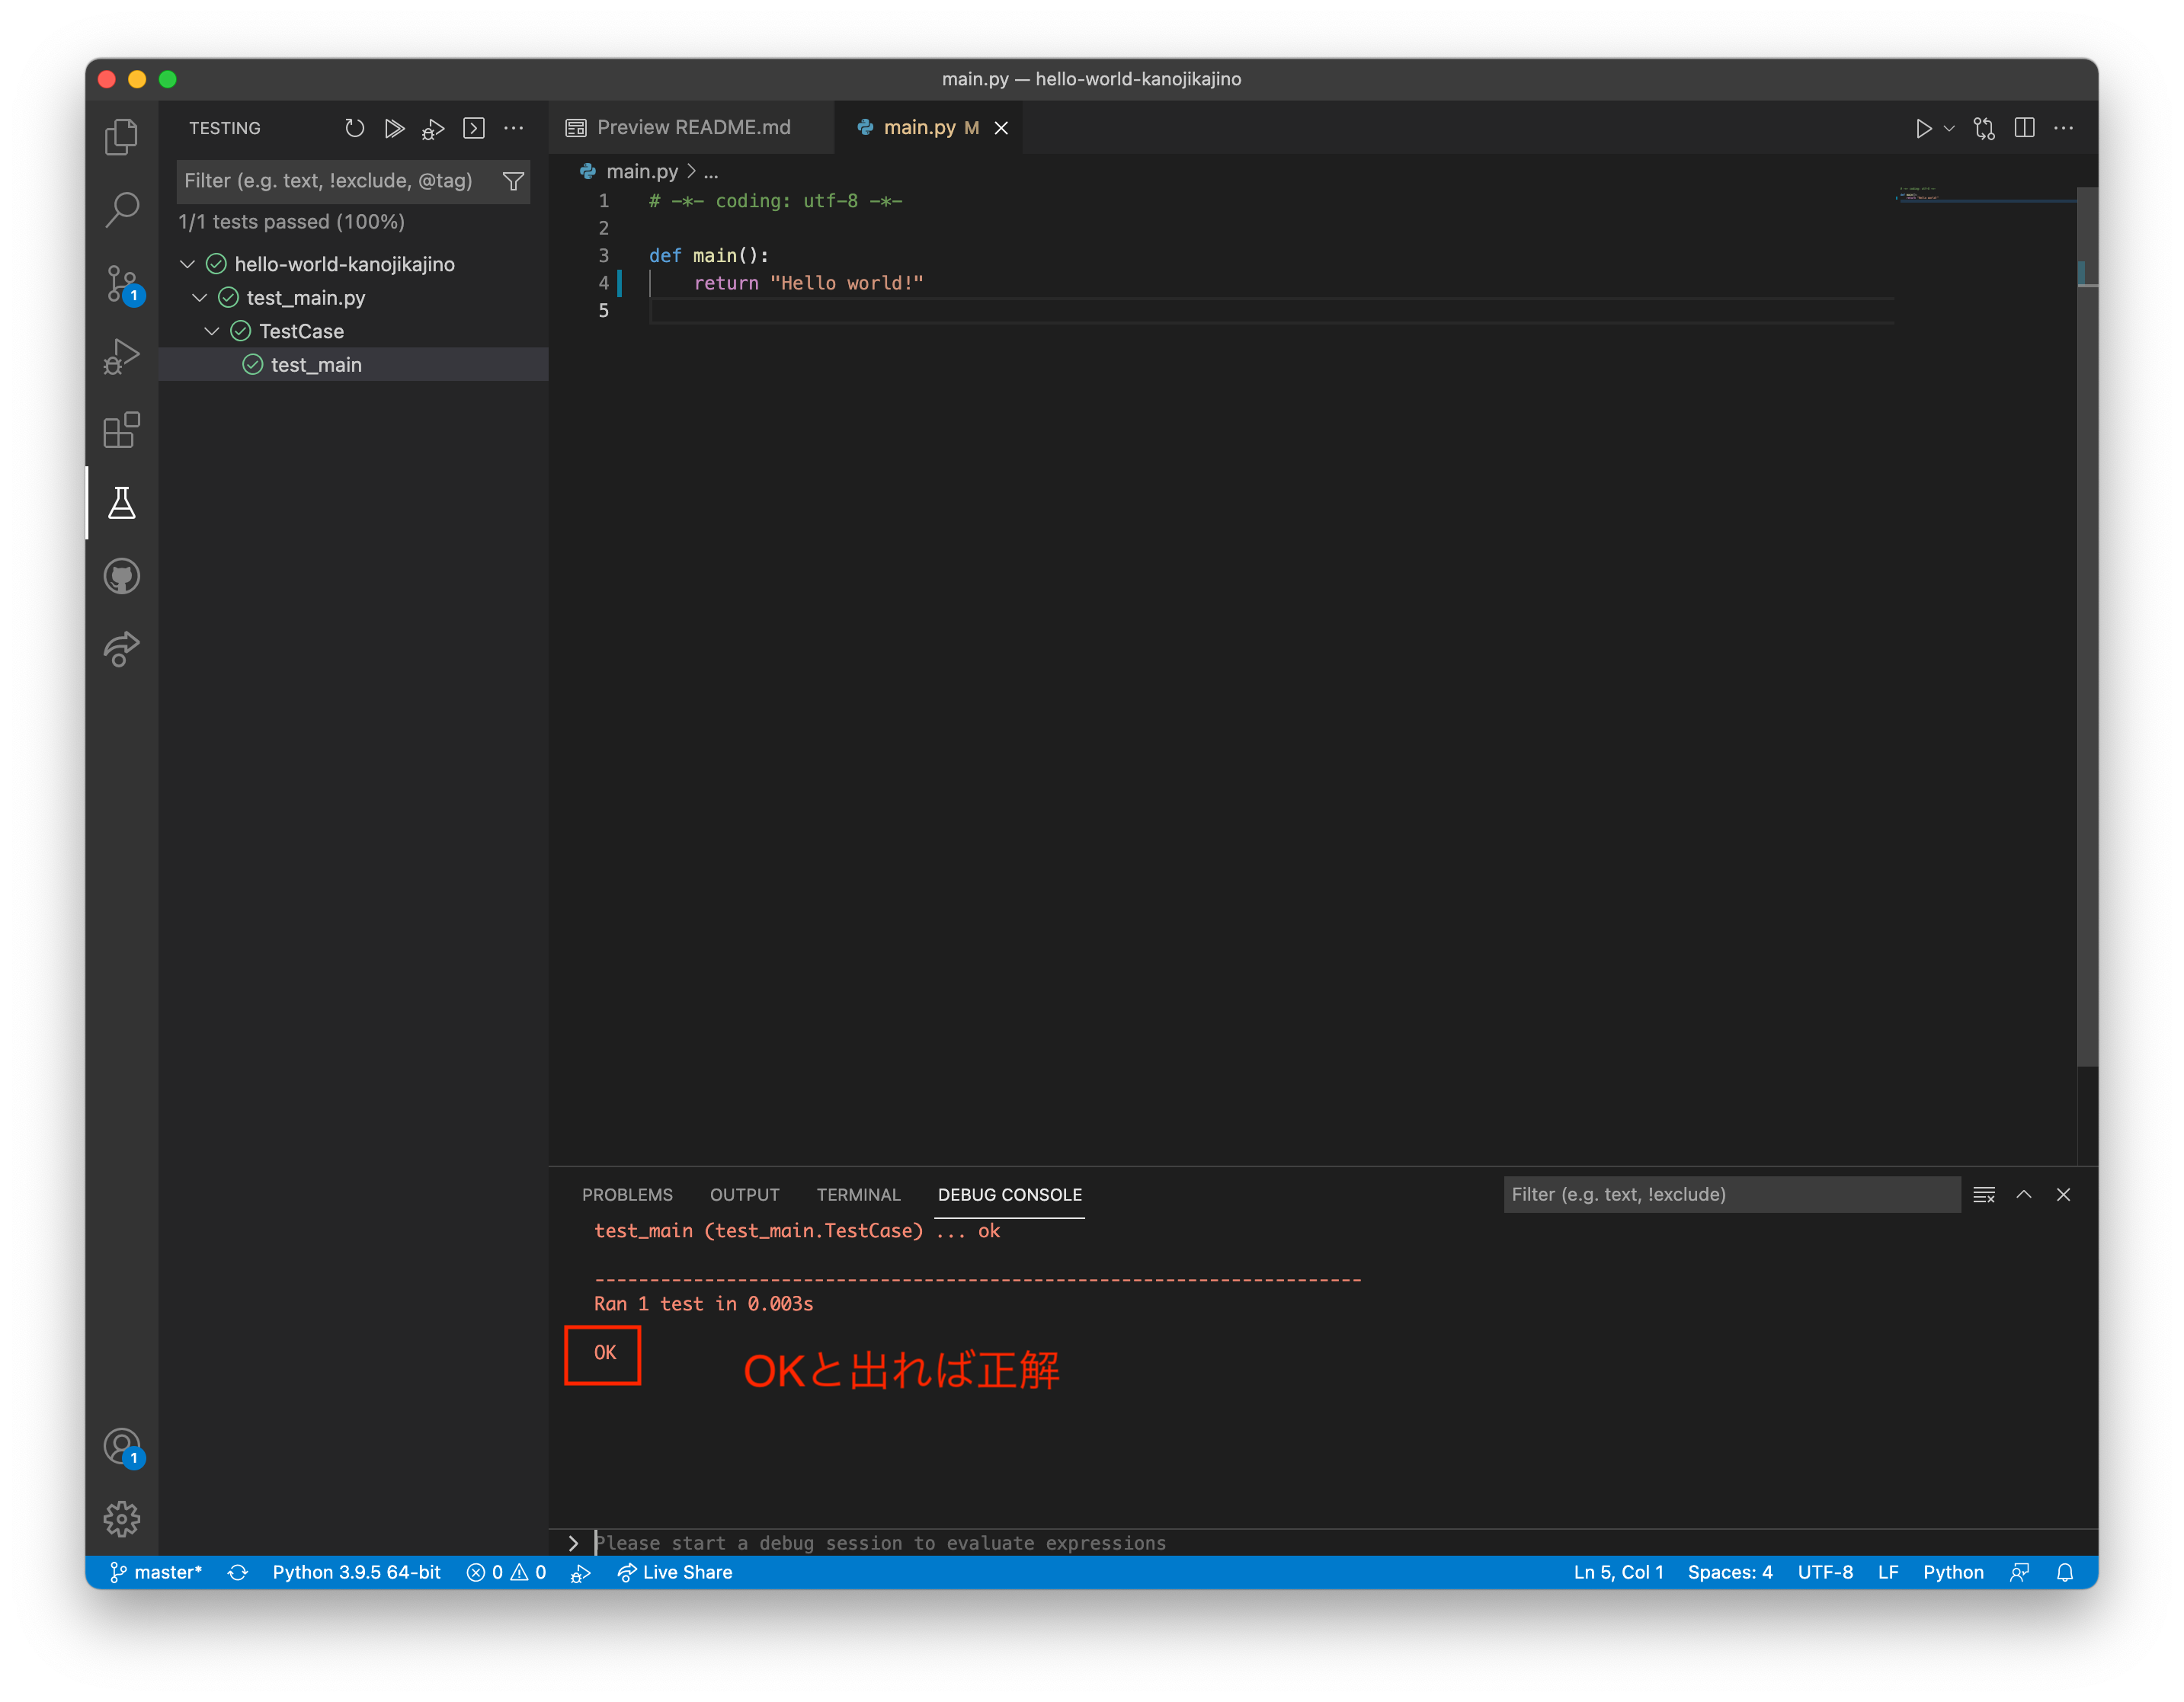 main.py — hello-world-kanojikajino
TESTING
Filter (e.g. text, !exclude, @tag)
1/1 tests passed (100%)
hello-world-kanojikajino
test_main.py
TestCase
test_main
1
1
Preview README.md
main.py M
main.py > ...
1 # -*- coding: utf-8 -*-
2
3 def main():
4 return "Hello world!"
5
PROBLEMS OUTPUT TERMINAL DEBUG CONSOLE
Filter (e.g. text, !exclude)
test_main (test_main.TestCase) ... ok
----------------------------------------------------------------------
Ran 1 test in 0.003s
OK
OKと出れば正解
Please start a debug session to evaluate expressions
master* Python 3.9.5 64-bit 0 0 Live Share Ln 5, Col 1 Spaces: 4 UTF-8 LF Python